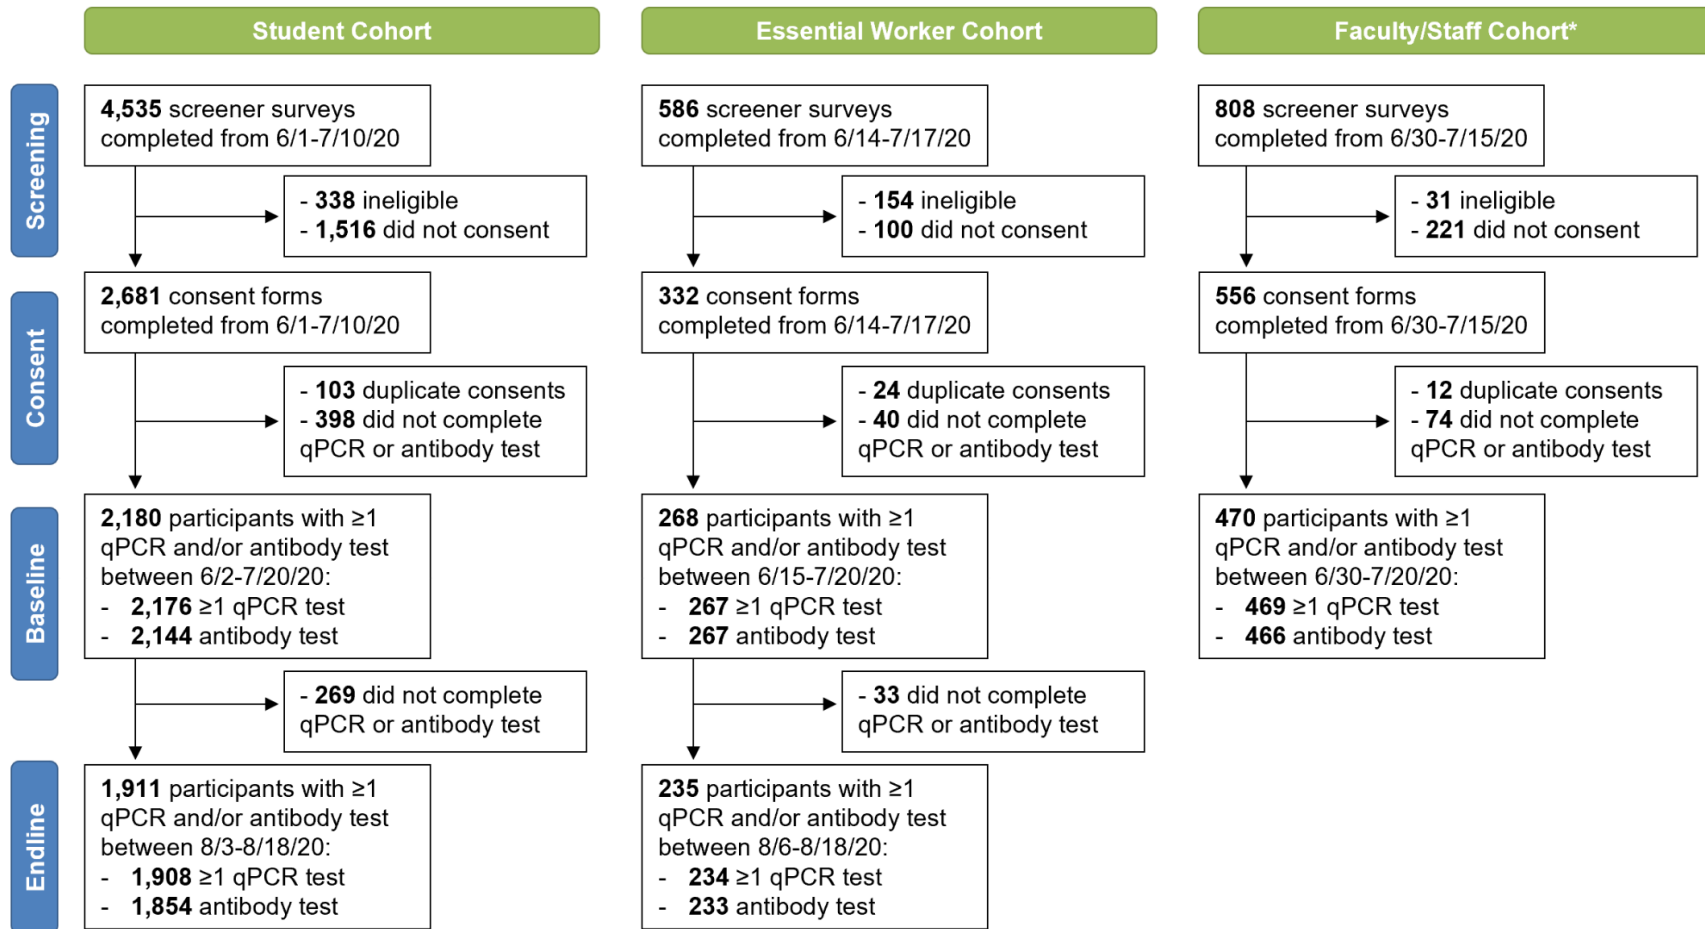 Student Cohort
Essential Worker Cohort
Faculty/Staff Cohort*
Screening
4,535 screener surveys
completed from 6/1-7/10/20
586 screener surveys
completed from 6/14-7/17/20
808 screener surveys
completed from 6/30-7/15/20
- 338 ineligible
- 1,516 did not consent
- 154 ineligible
- 100 did not consent
- 31 ineligible
- 221 did not consent
Consent
2,681 consent forms
completed from 6/1-7/10/20
332 consent forms
completed from 6/14-7/17/20
556 consent forms
completed from 6/30-7/15/20
- 103 duplicate consents
- 398 did not complete
qPCR or antibody test
- 24 duplicate consents
- 40 did not complete
qPCR or antibody test
- 12 duplicate consents
- 74 did not complete
qPCR or antibody test
Baseline
2,180 participants with ≥1
qPCR and/or antibody test
between 6/2-7/20/20:
- 2,176 ≥1 qPCR test
- 2,144 antibody test
268 participants with ≥1
qPCR and/or antibody test
between 6/15-7/20/20:
- 267 ≥1 qPCR test
- 267 antibody test
470 participants with ≥1
qPCR and/or antibody test
between 6/30-7/20/20:
- 469 ≥1 qPCR test
- 466 antibody test
- 269 did not complete
qPCR or antibody test
- 33 did not complete
qPCR or antibody test
Endline
1,911 participants with ≥1
qPCR and/or antibody test
between 8/3-8/18/20:
- 1,908 ≥1 qPCR test
- 1,854 antibody test
235 participants with ≥1
qPCR and/or antibody test
between 8/6-8/18/20:
- 234 ≥1 qPCR test
- 233 antibody test